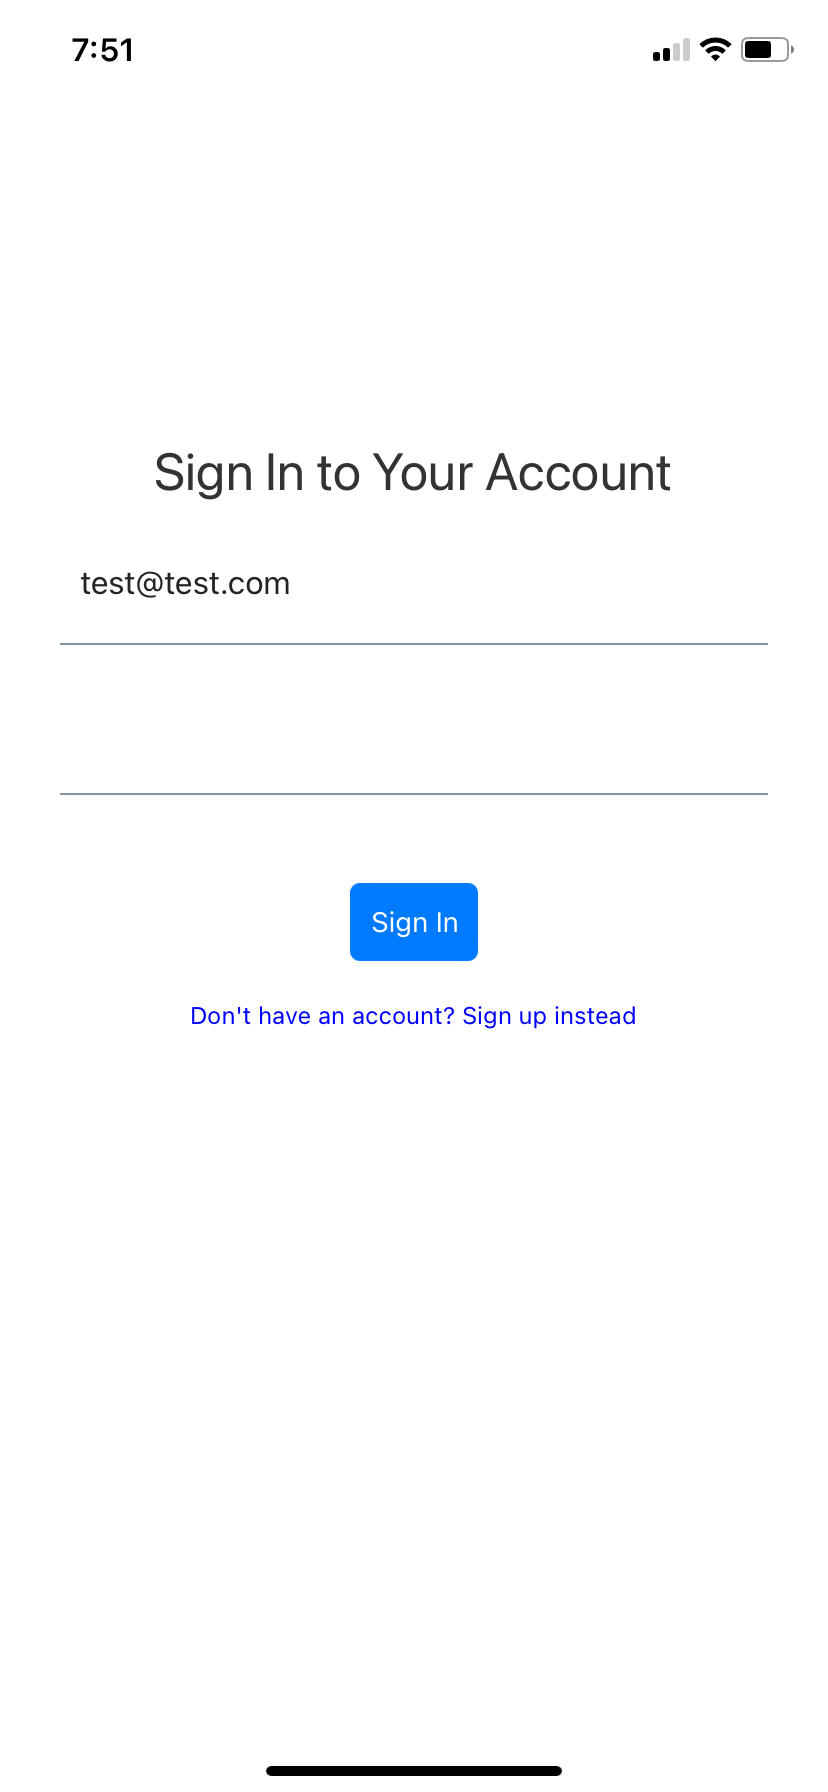 7:51
Sign In to Your Account
test@test.com
Sign In
Don't have an account? Sign up instead